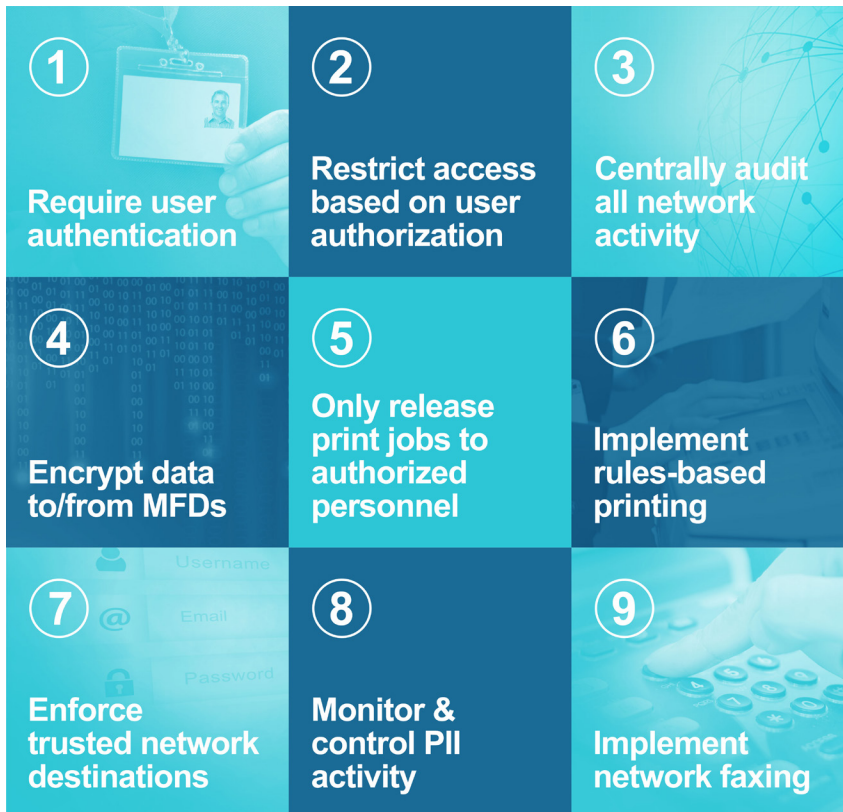 1
Require user
authentication
2
Restrict access
based on user
authorization
3
Centrally audit
all network
activity
4
Encrypt data
to/from MFDs
5
Only release
print jobs to
authorized
personnel
6
Implement
rules-based
printing
7
Username
@ Email
Password
Enforce
trusted network
destinations
8
Monitor &
control PII
activity
9
Implement
network faxing